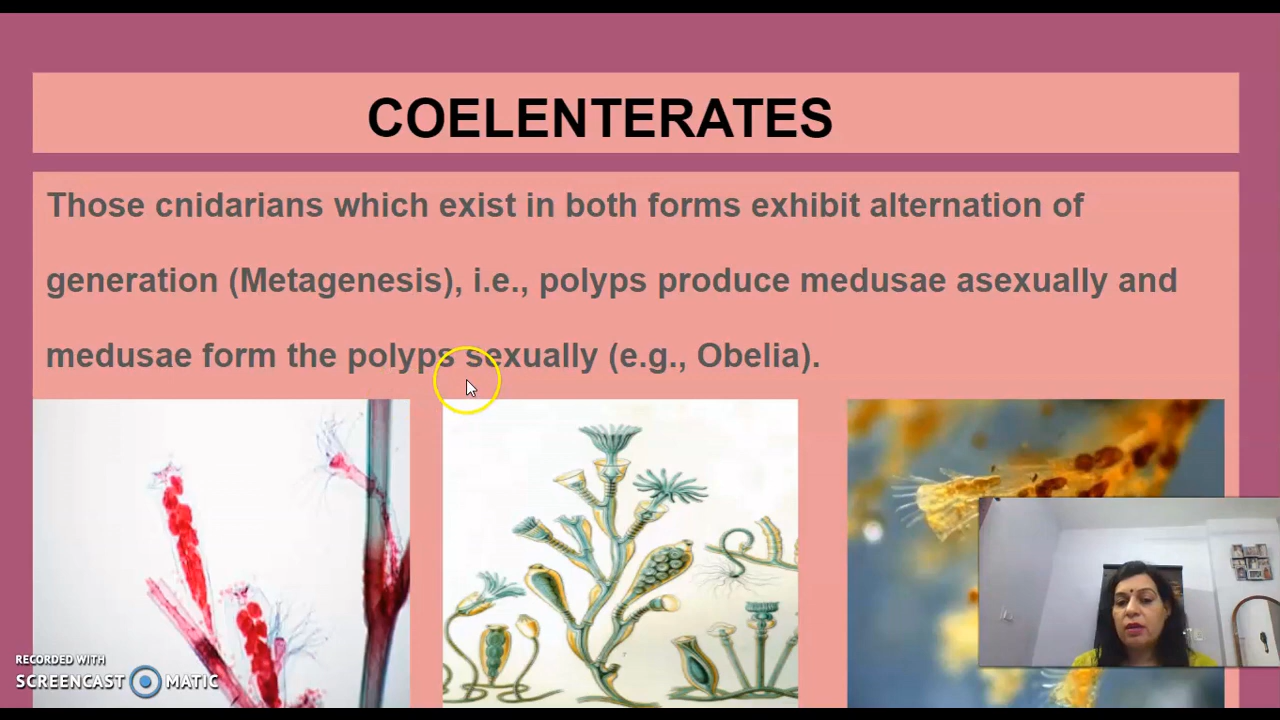 COELENTERATES
Those cnidarians which exist in both forms exhibit alternation of
generation (Metagenesis), i.e., polyps produce medusae asexually and
medusae form the polyps sexually (e.g., Obelia).
RECORDED WITH
SCREENCAST MATIC